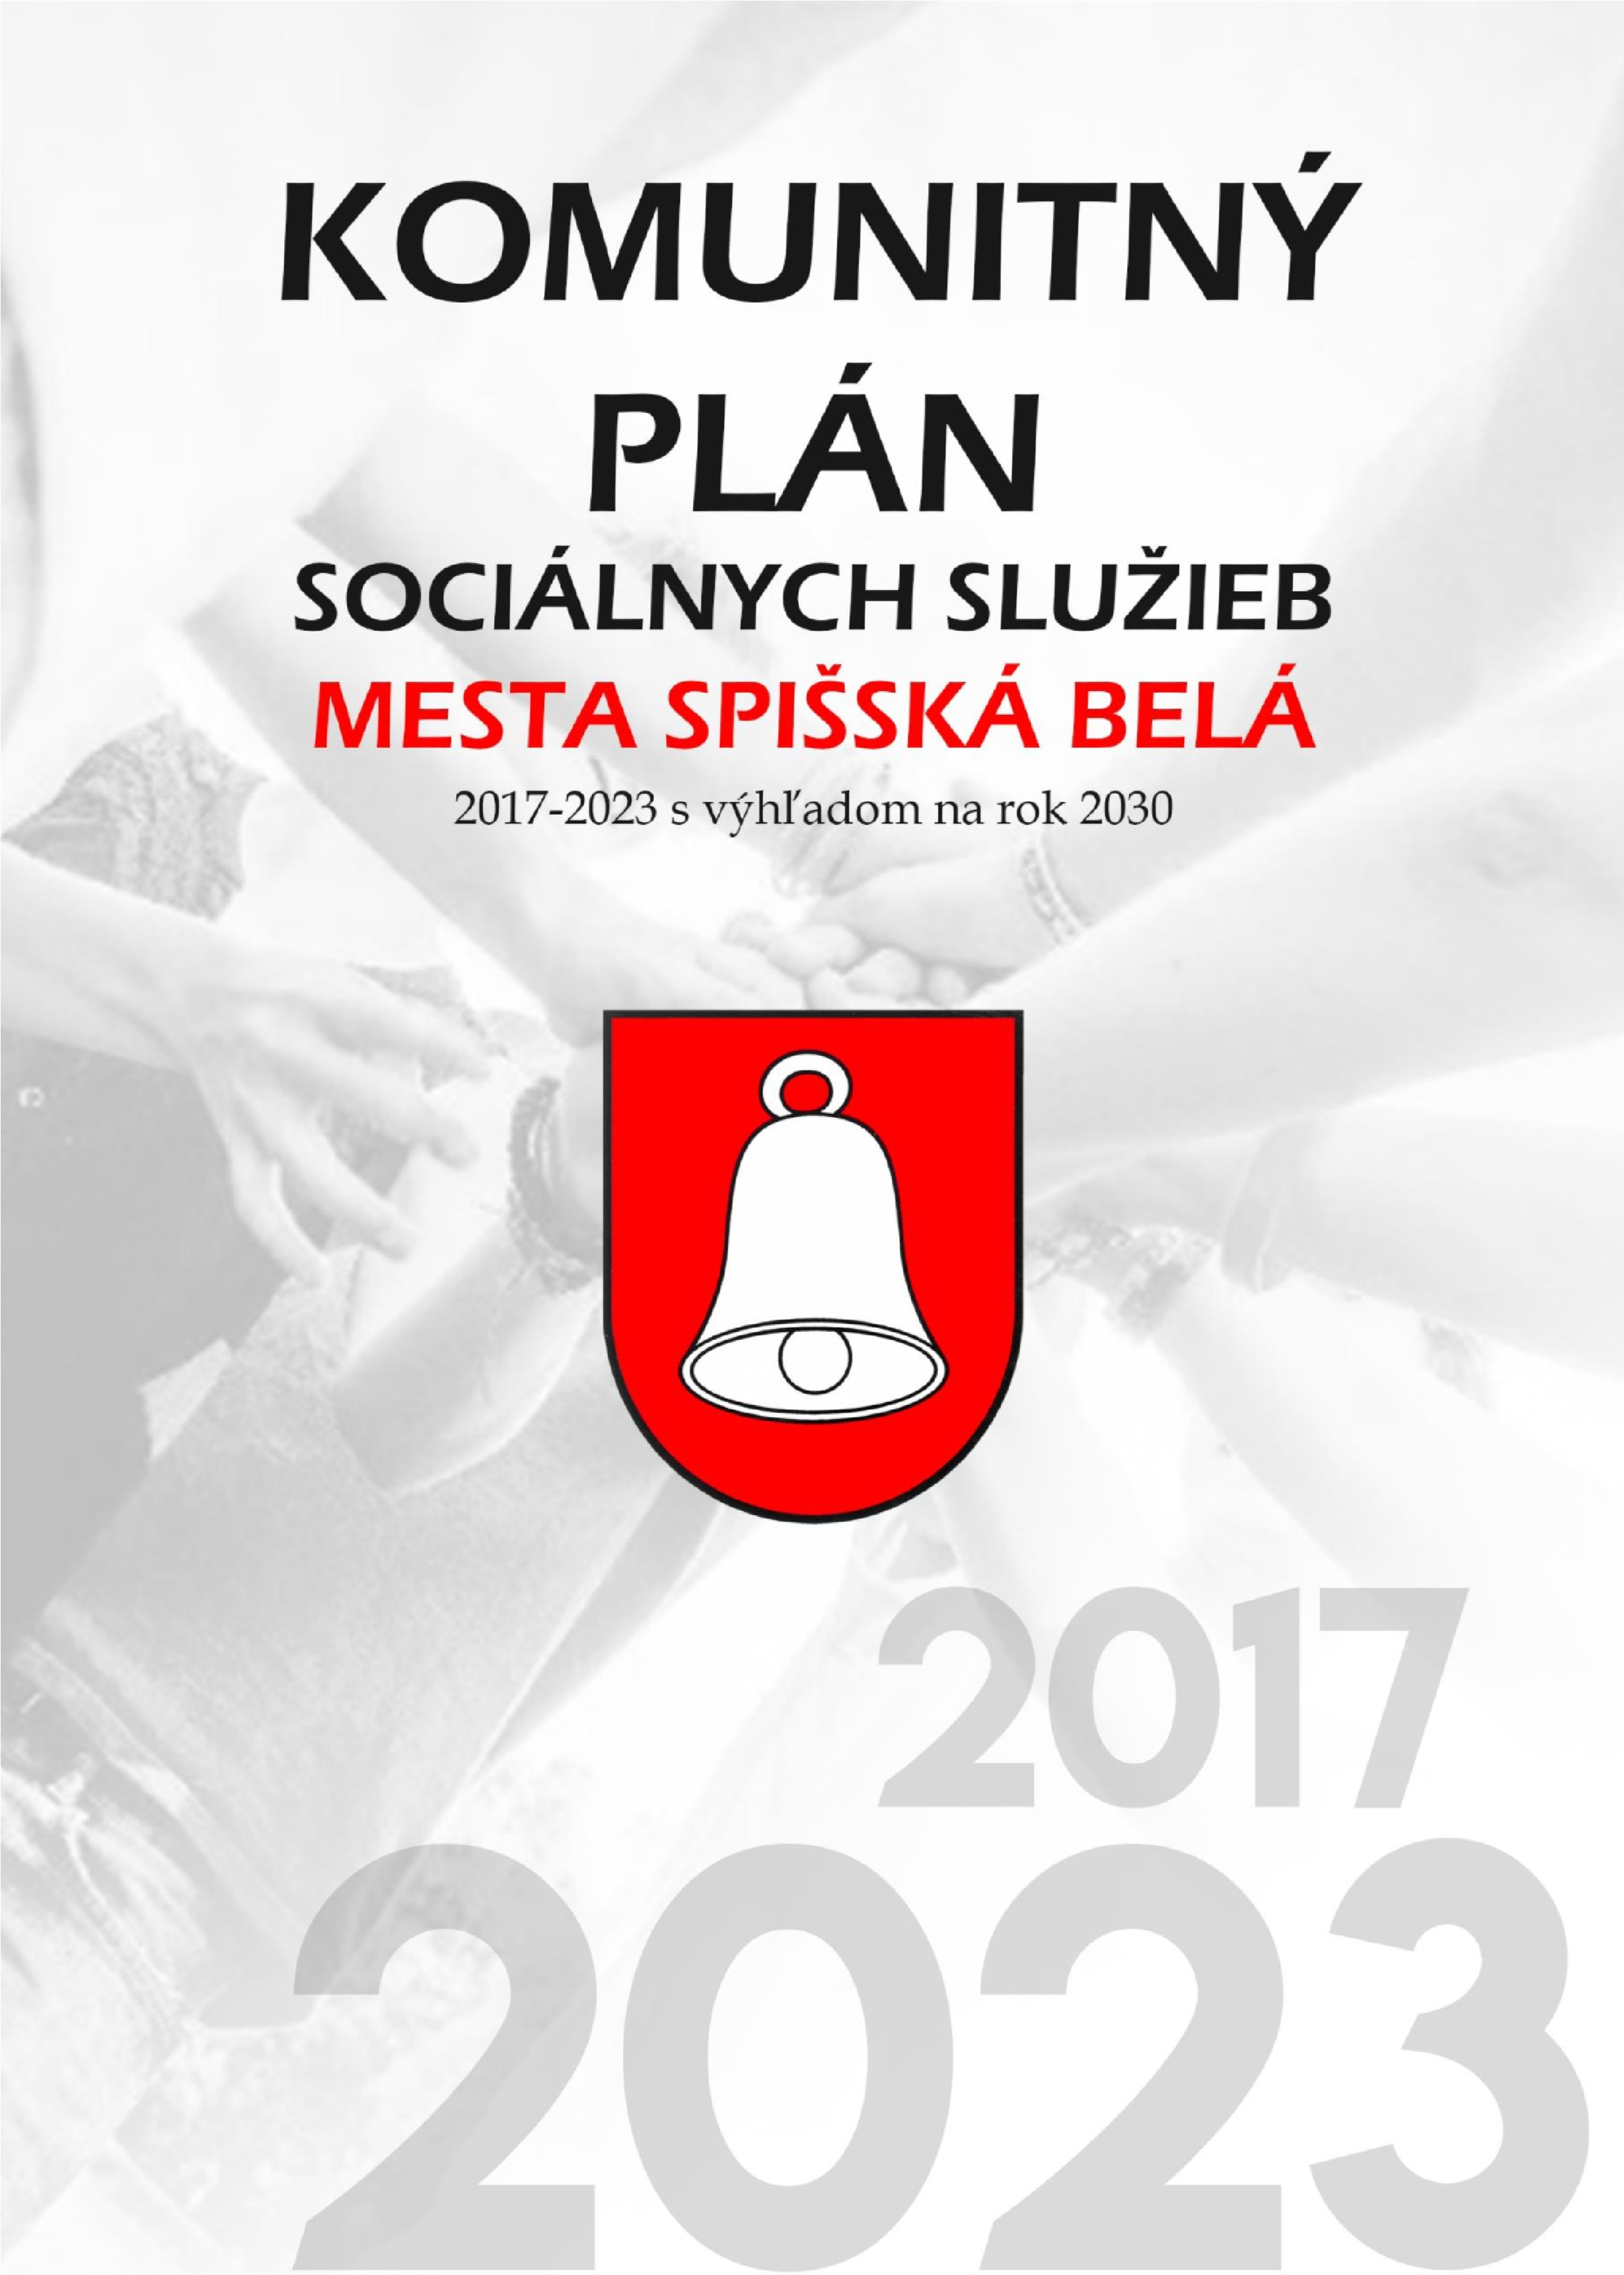 KOMUNITNÝ
PLÁN
SOCIÁLNYCH SLUŽIEB
MESTA SPIŠSKÁ BELÁ
2017-2023 s výhľadom na rok 2030
2017
2023